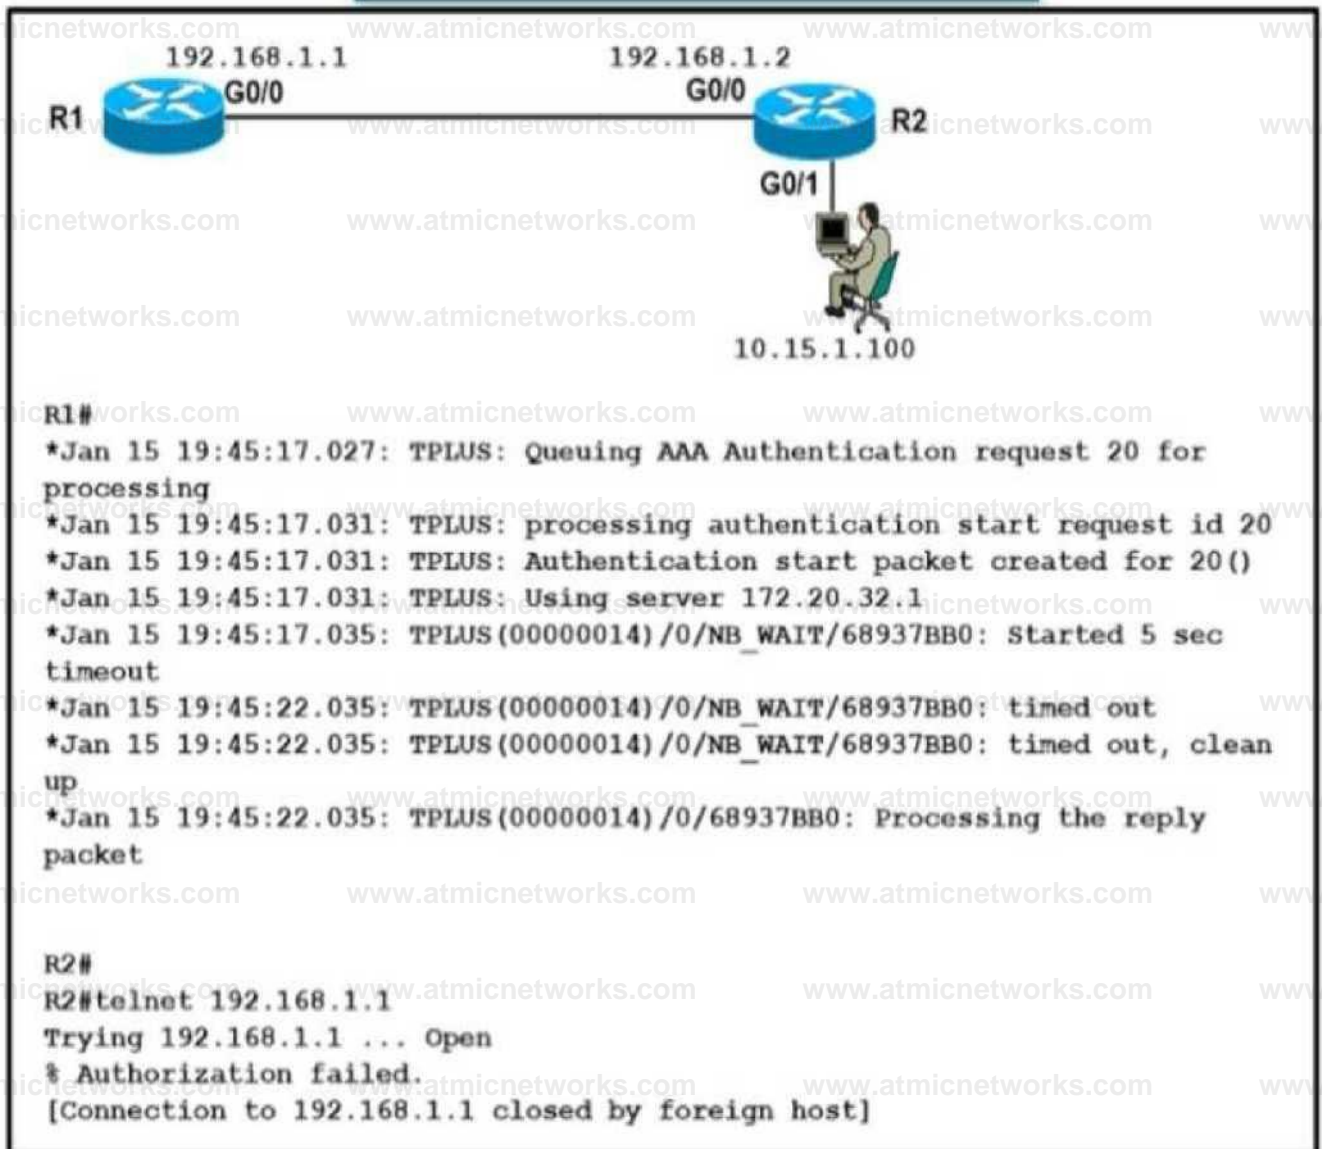 192.168.1.1
192.168.1.2
G0/0
G0/0
R1
R2
G0/1
10.15.1.100
R1#
*Jan 15 19:45:17.027: TPLUS: Queuing AAA Authentication request 20 for
processing
*Jan 15 19:45:17.031: TPLUS: processing authentication start request id 20
*Jan 15 19:45:17.031: TPLUS: Authentication start packet created for 20()
*Jan 15 19:45:17.031: TPLUS: Using server 172.20.32.1
*Jan 15 19:45:17.035: TPLUS(00000014)/0/NB_WAIT/68937BB0: Started 5 sec
timeout
*Jan 15 19:45:22.035: TPLUS(00000014)/0/NB_WAIT/68937BB0: timed out
*Jan 15 19:45:22.035: TPLUS(00000014)/0/NB_WAIT/68937BB0: timed out, clean
up
*Jan 15 19:45:22.035: TPLUS(00000014)/0/68937BB0: Processing the reply
packet
R2#
R2#telnet 192.168.1.1
Trying 192.168.1.1 ... Open
% Authorization failed.
[Connection to 192.168.1.1 closed by foreign host]
www.atmicnetworks.com